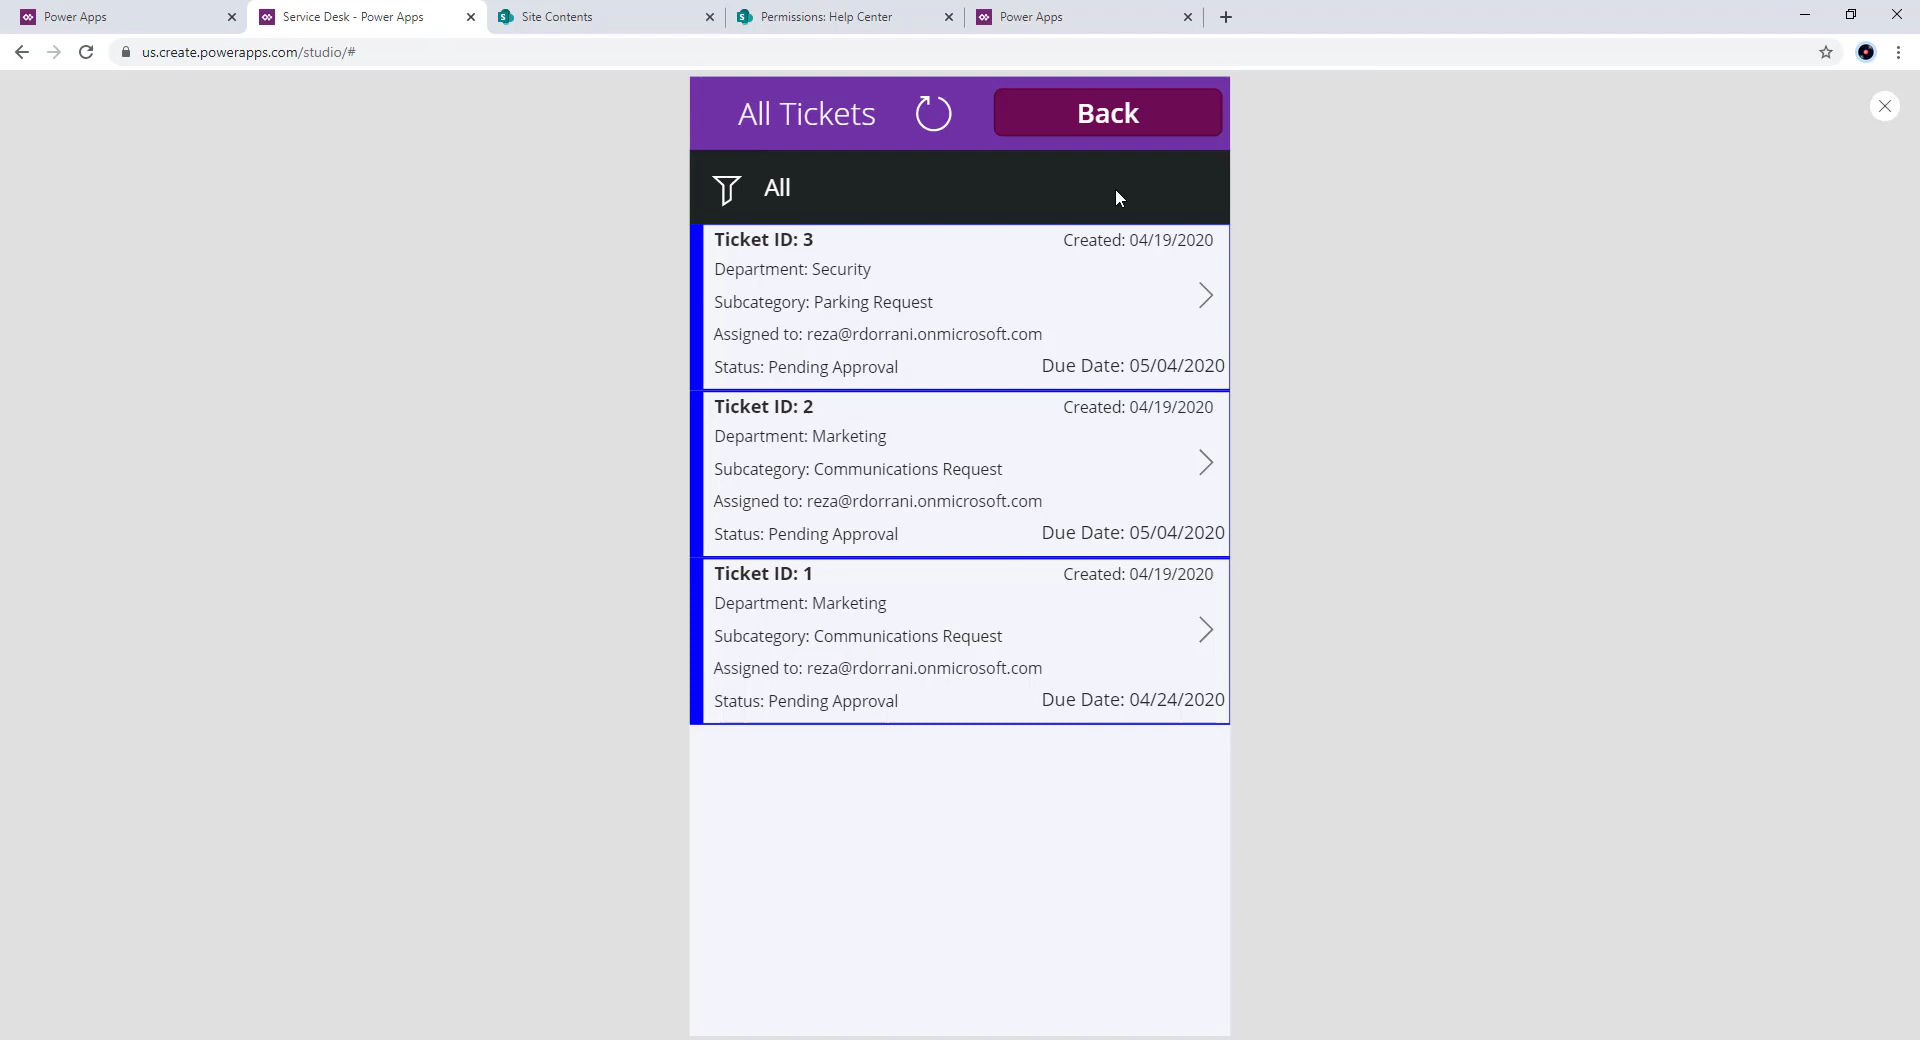 Power Apps
Service Desk - Power Apps
Site Contents
Permissions: Help Center
Power Apps
us.create.powerapps.com/studio/#
All Tickets
Back
All
Ticket ID: 3
Created: 04/19/2020
Department: Security
Subcategory: Parking Request
Assigned to: reza@rdorrani.onmicrosoft.com
Status: Pending Approval
Due Date: 05/04/2020
Ticket ID: 2
Created: 04/19/2020
Department: Marketing
Subcategory: Communications Request
Assigned to: reza@rdorrani.onmicrosoft.com
Status: Pending Approval
Due Date: 05/04/2020
Ticket ID: 1
Created: 04/19/2020
Department: Marketing
Subcategory: Communications Request
Assigned to: reza@rdorrani.onmicrosoft.com
Status: Pending Approval
Due Date: 04/24/2020